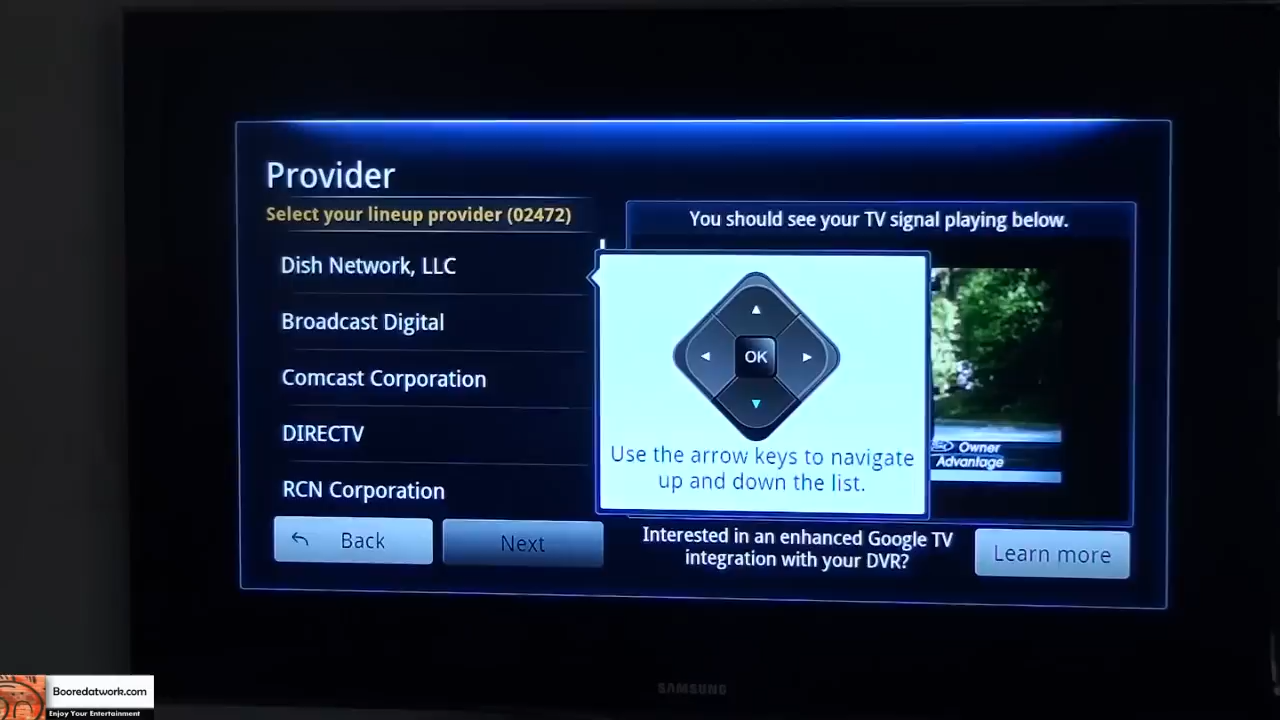 Provider
Select your lineup provider (02472)
Dish Network, LLC
Broadcast Digital
Comcast Corporation
DIRECTV
RCN Corporation
Back
Next
You should see your TV signal playing below.
OK
Use the arrow keys to navigate
up and down the list.
Owner
Advantage
Interested in an enhanced Google TV
integration with your DVR?
Learn more
SAMSUNG
Booredatwork.com
Enjoy Your Entertainment